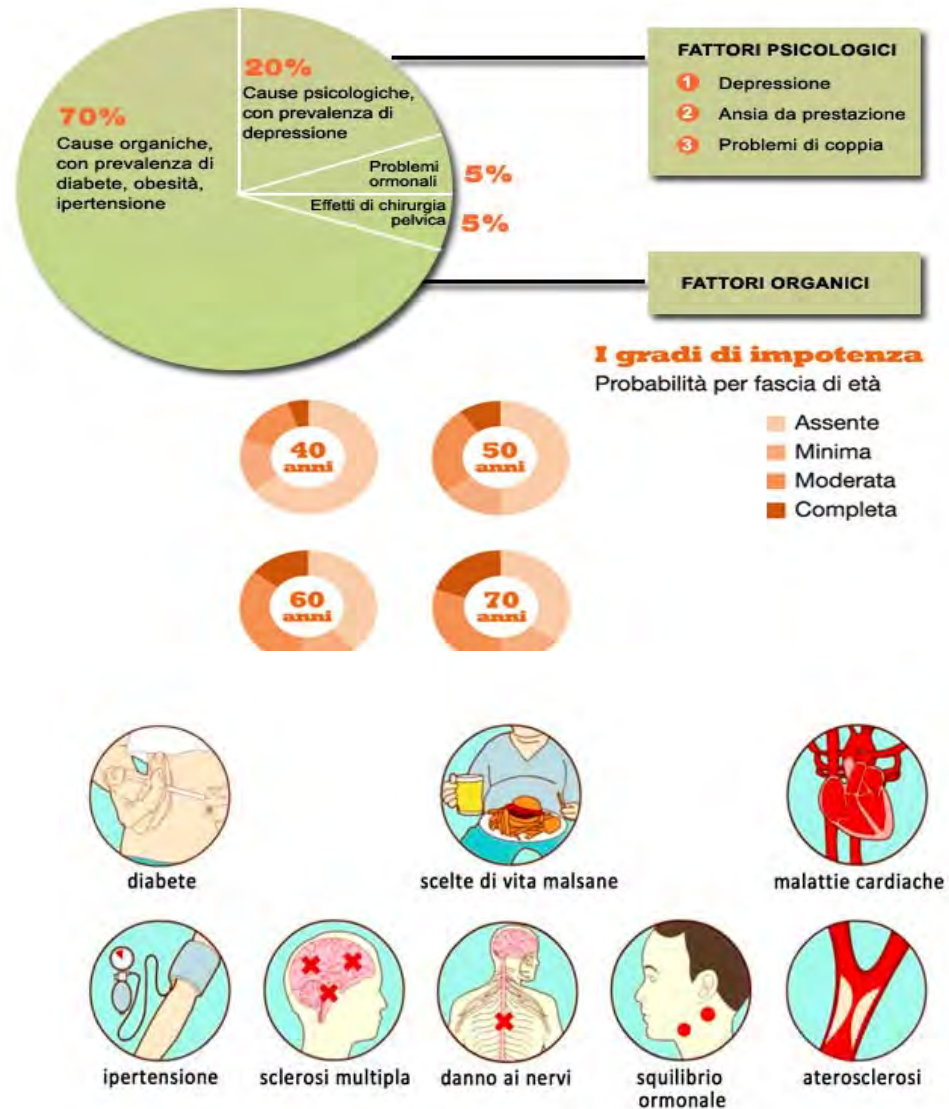 70%
Cause organiche,
con prevalenza di
diabete, obesità,
ipertensione
20%
Cause psicologiche,
con prevalenza di
depressione
Problemi
ormonali
5%
Effetti di chirurgia
pelvica
5%
FATTORI PSICOLOGICI
1 Depressione
2 Ansia da prestazione
3 Problemi di coppia
FATTORI ORGANICI
I gradi di impotenza
Probabilità per fascia di età
Assente
Minima
Moderata
Completa
40
anni
50
anni
60
anni
70
anni
diabete
scelte di vita malsane
malattie cardiache
ipertensione
sclerosi multipla
danno ai nervi
squilibrio
ormonale
aterosclerosi